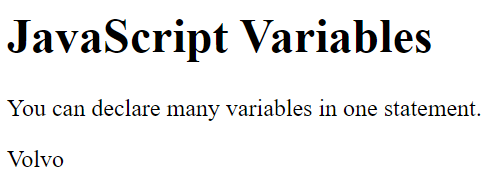 JavaScript Variables
You can declare many variables in one statement.
Volvo